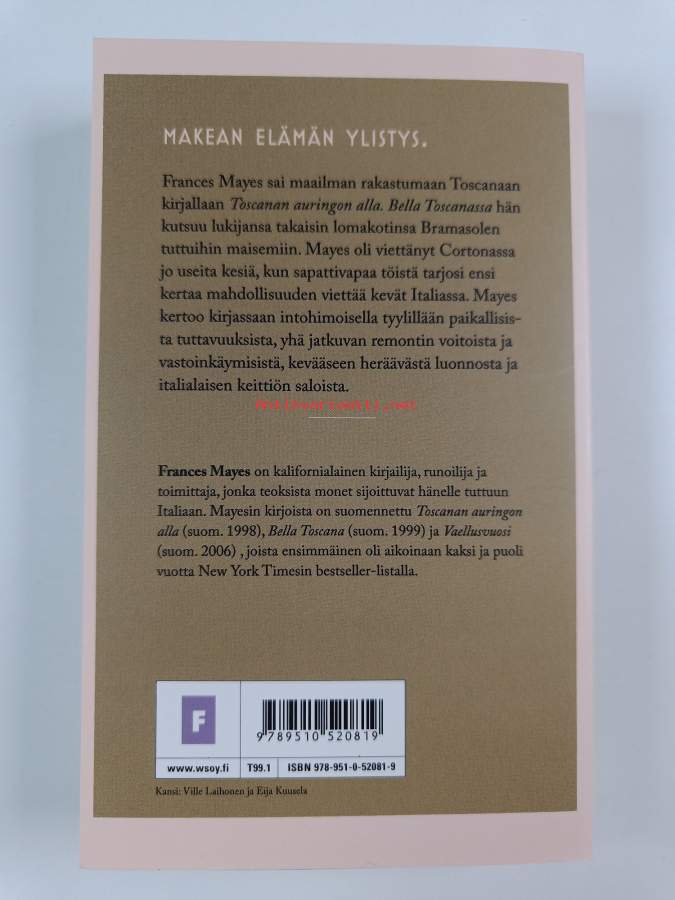 MAKEAN ELÄMÄN YLISTYS.
Frances Mayes sai maailman rakastumaan Toscanaan
kirjallaan Toscanan auringon alla. Bella Toscanassa hän
kutsuu lukijansa takaisin lomakotinsa Bramasolen
tuttuihin maisemiin. Mayes oli viettänyt Cortonassa
jo useita kesiä, kun sapattivapaa töistä tarjosi ensi
kertaa mahdollisuuden viettää kevät Italiassa. Mayes
kertoo kirjassaan intohimoisella tyylillään paikallisis-
ta tuttavuuksista, yhä jatkuvan remontin voitoista ja
vastoinkäymisistä, kevääseen heräävästä luonnosta ja
italialaisen keittiön saloista.
Antikvariaatti.net
Frances Mayes on kalifornialainen kirjailija, runoilija ja
toimittaja, jonka teoksista monet sijoittuvat hänelle tuttuun
Italiaan. Mayesin kirjoista on suomennettu Toscanan auringon
alla (suom. 1998), Bella Toscana (suom. 1999) ja Vaellusvuosi
(suom. 2006) , joista ensimmäinen oli aikoinaan kaksi ja puoli
vuotta New York Timesin bestseller-listalla.
F
9 789510 520819
www.wsoy.fi T99.1 ISBN 978-951-0-52081-9
Kansi: Ville Laihonen ja Eija Kuusela